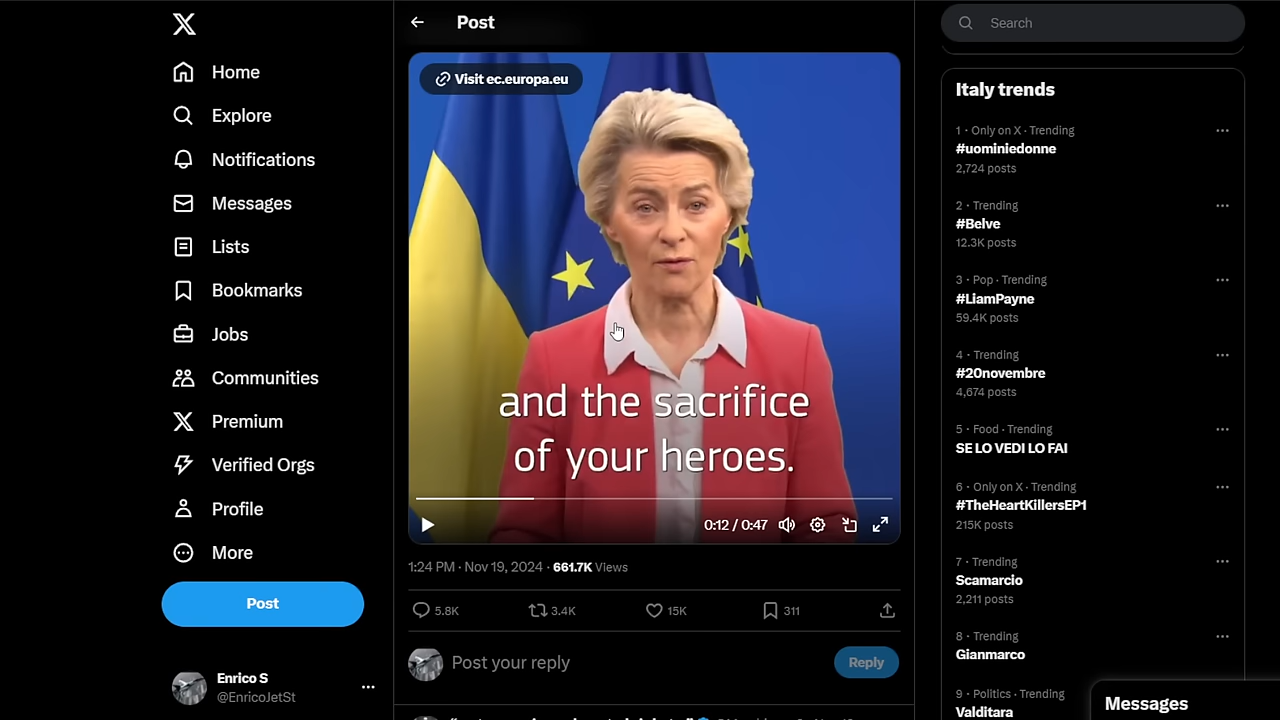 Home
Explore
Notifications
Messages
Lists
Bookmarks
Jobs
Communities
Premium
Verified Orgs
Profile
More
Post
Enrico S
@EnricoJetSt
Post
Visit ec.europa.eu
and the sacrifice
of your heroes.
0:12 / 0:47
1:24 PM · Nov 19, 2024 · 661.7K Views
5.8K 3.4K 15K 311
Post your reply
Reply
Search
Italy trends
1 · Only on X · Trending
#uominiedonne
2,724 posts
2 · Trending
#Belve
12.3K posts
3 · Pop · Trending
#LiamPayne
59.4K posts
4 · Trending
#20novembre
4,674 posts
5 · Food · Trending
SE LO VEDI LO FAI
6 · Only on X · Trending
#TheHeartKillersEP1
215K posts
7 · Trending
Scamarcio
2,211 posts
8 · Trending
Gianmarco
9 · Politics · Trending
Valditara
Messages